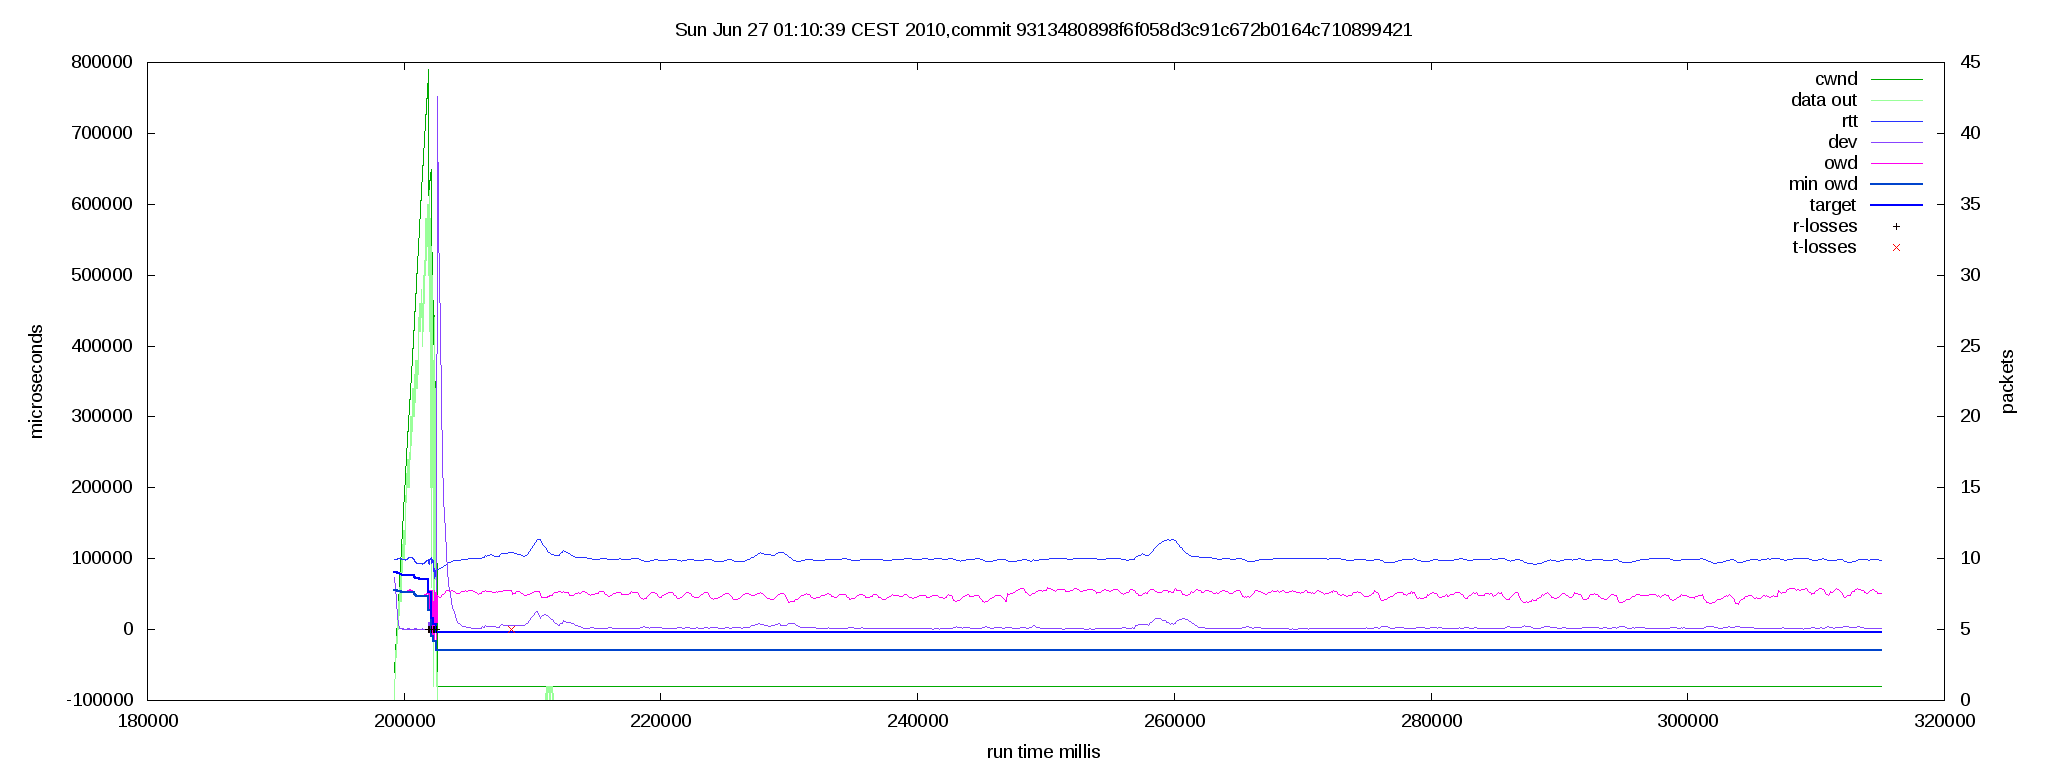 Sun Jun 27 01:10:39 CEST 2010,commit 9313480898f6f058d3c91c672b0164c710899421
800000
700000
600000
500000
400000
300000
200000
100000
0
-100000
microseconds
45
40
35
30
25
20
15
10
5
0
packets
cwnd
data out
rtt
dev
owd
min owd
target
r-losses
t-losses
180000 200000 220000 240000 260000 280000 300000 320000
run time millis